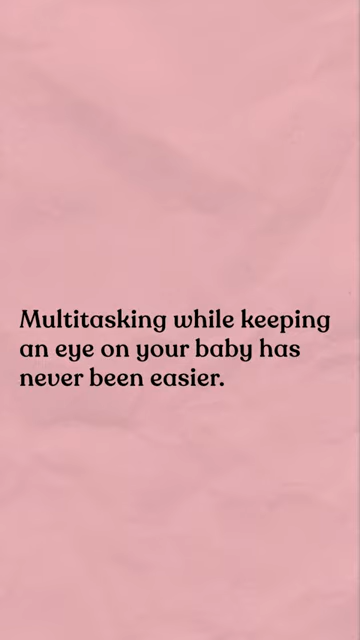 Multitasking while keeping
an eye on your baby has
never been easier.